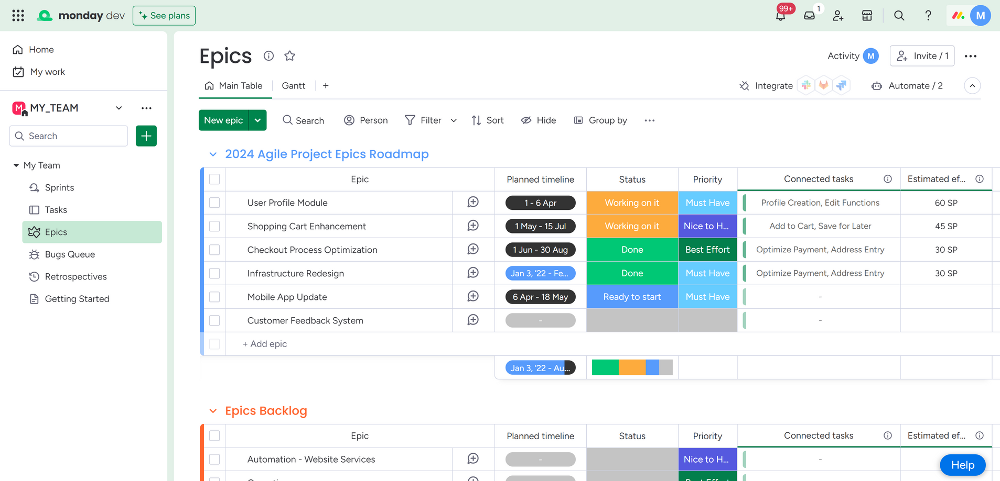 monday dev
See plans
99+
1
M
Home
My work
M
MY_TEAM
Search
My Team
Sprints
Tasks
Epics
Bugs Queue
Retrospectives
Getting Started
Epics
Activity M
Invite / 1
Main Table
Gantt
+
Integrate
Automate / 2
New epic
Search
Person
Filter
Sort
Hide
Group by
2024 Agile Project Epics Roadmap
Epic Planned timeline Status Priority Connected tasks Estimated ef...
User Profile Module 1 - 6 Apr Working on it Must Have Profile Creation, Edit Functions 60 SP
Shopping Cart Enhancement 1 May - 15 Jul Working on it Nice to H... Add to Cart, Save for Later 45 SP
Checkout Process Optimization 1 Jun - 30 Aug Done Best Effort Optimize Payment, Address Entry 30 SP
Infrastructure Redesign Jan 3, '22 - Fe... Done Must Have Optimize Payment, Address Entry 30 SP
Mobile App Update 6 Apr - 18 May Ready to start Must Have -
Customer Feedback System - -
+ Add epic
Jan 3, '22 - Au...
Epics Backlog
Epic Planned timeline Status Priority Connected tasks Estimated ef...
Automation - Website Services - Nice to H... -
Help